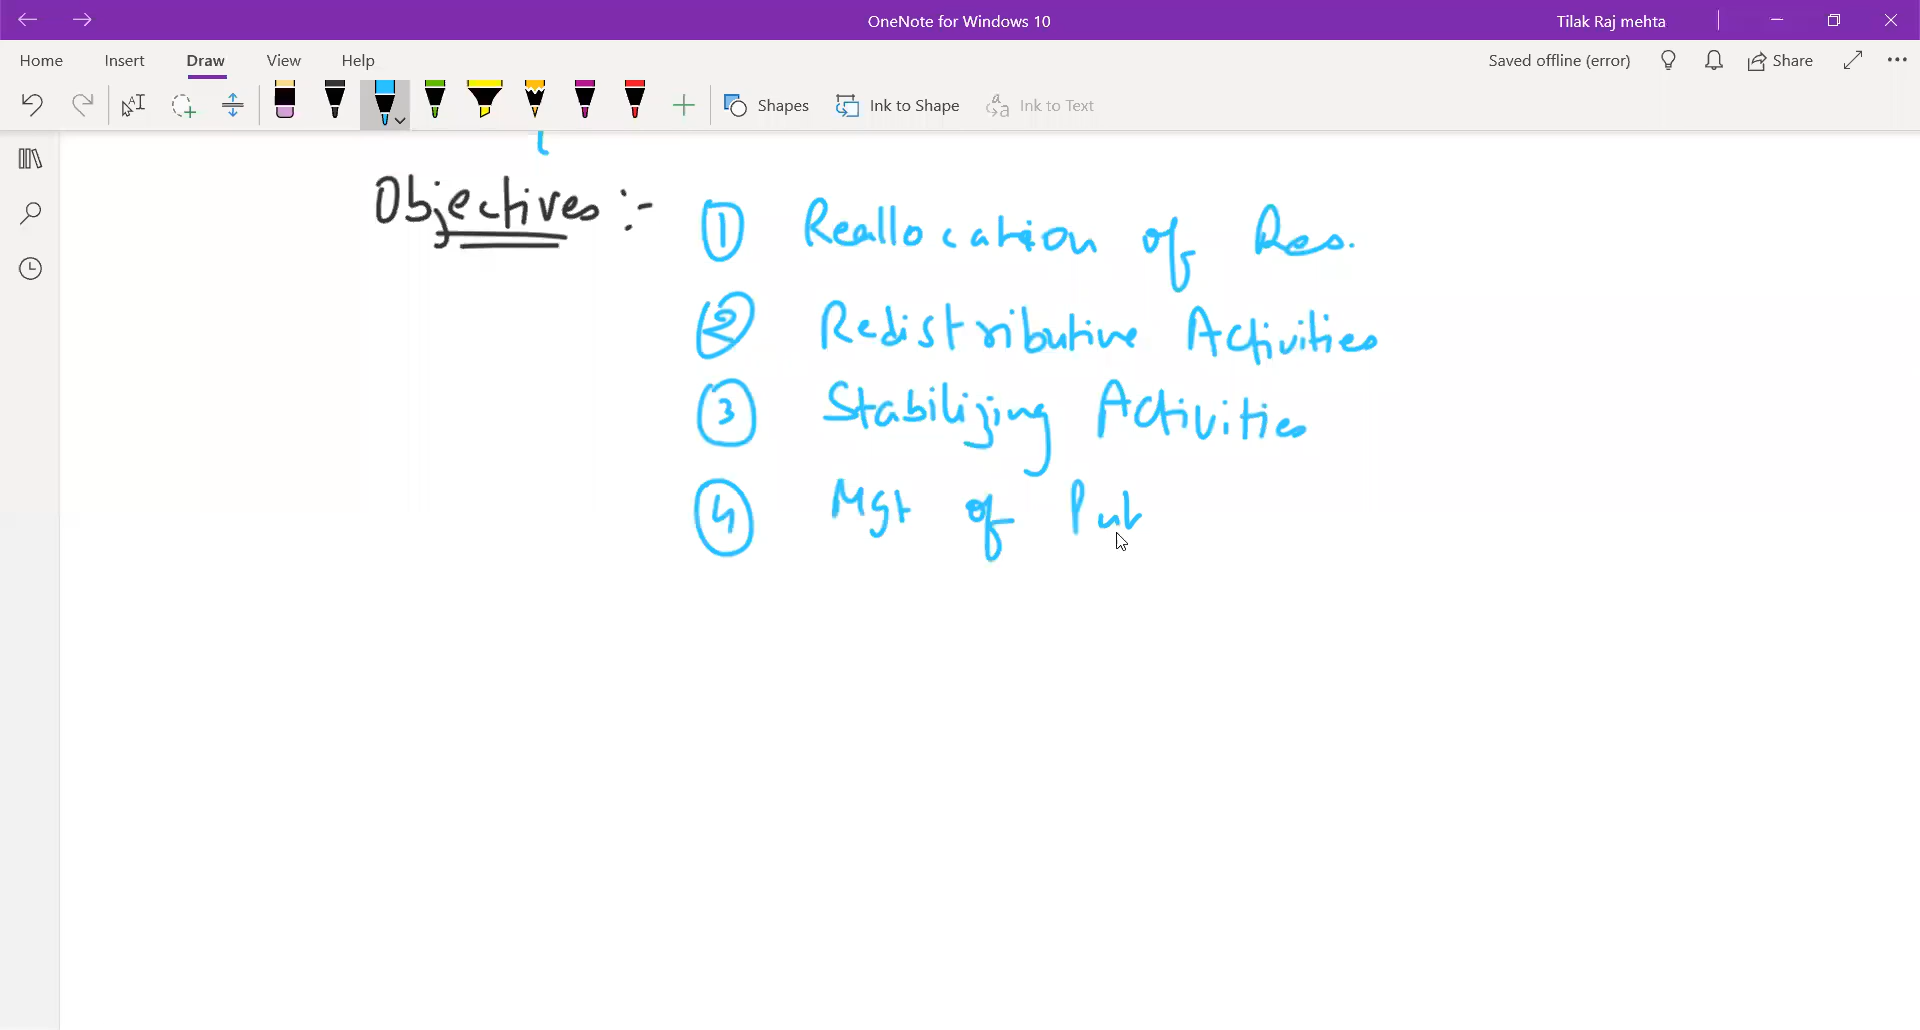 OneNote for Windows 10
Tilak Raj mehta
Home Insert Draw View Help
Saved offline (error) Share
Shapes Ink to Shape Ink to Text
Objectives :-
1 Reallocation of Res.
2 Redistributive Activities
3 Stabilizing Activities
4 Mgt of Pub